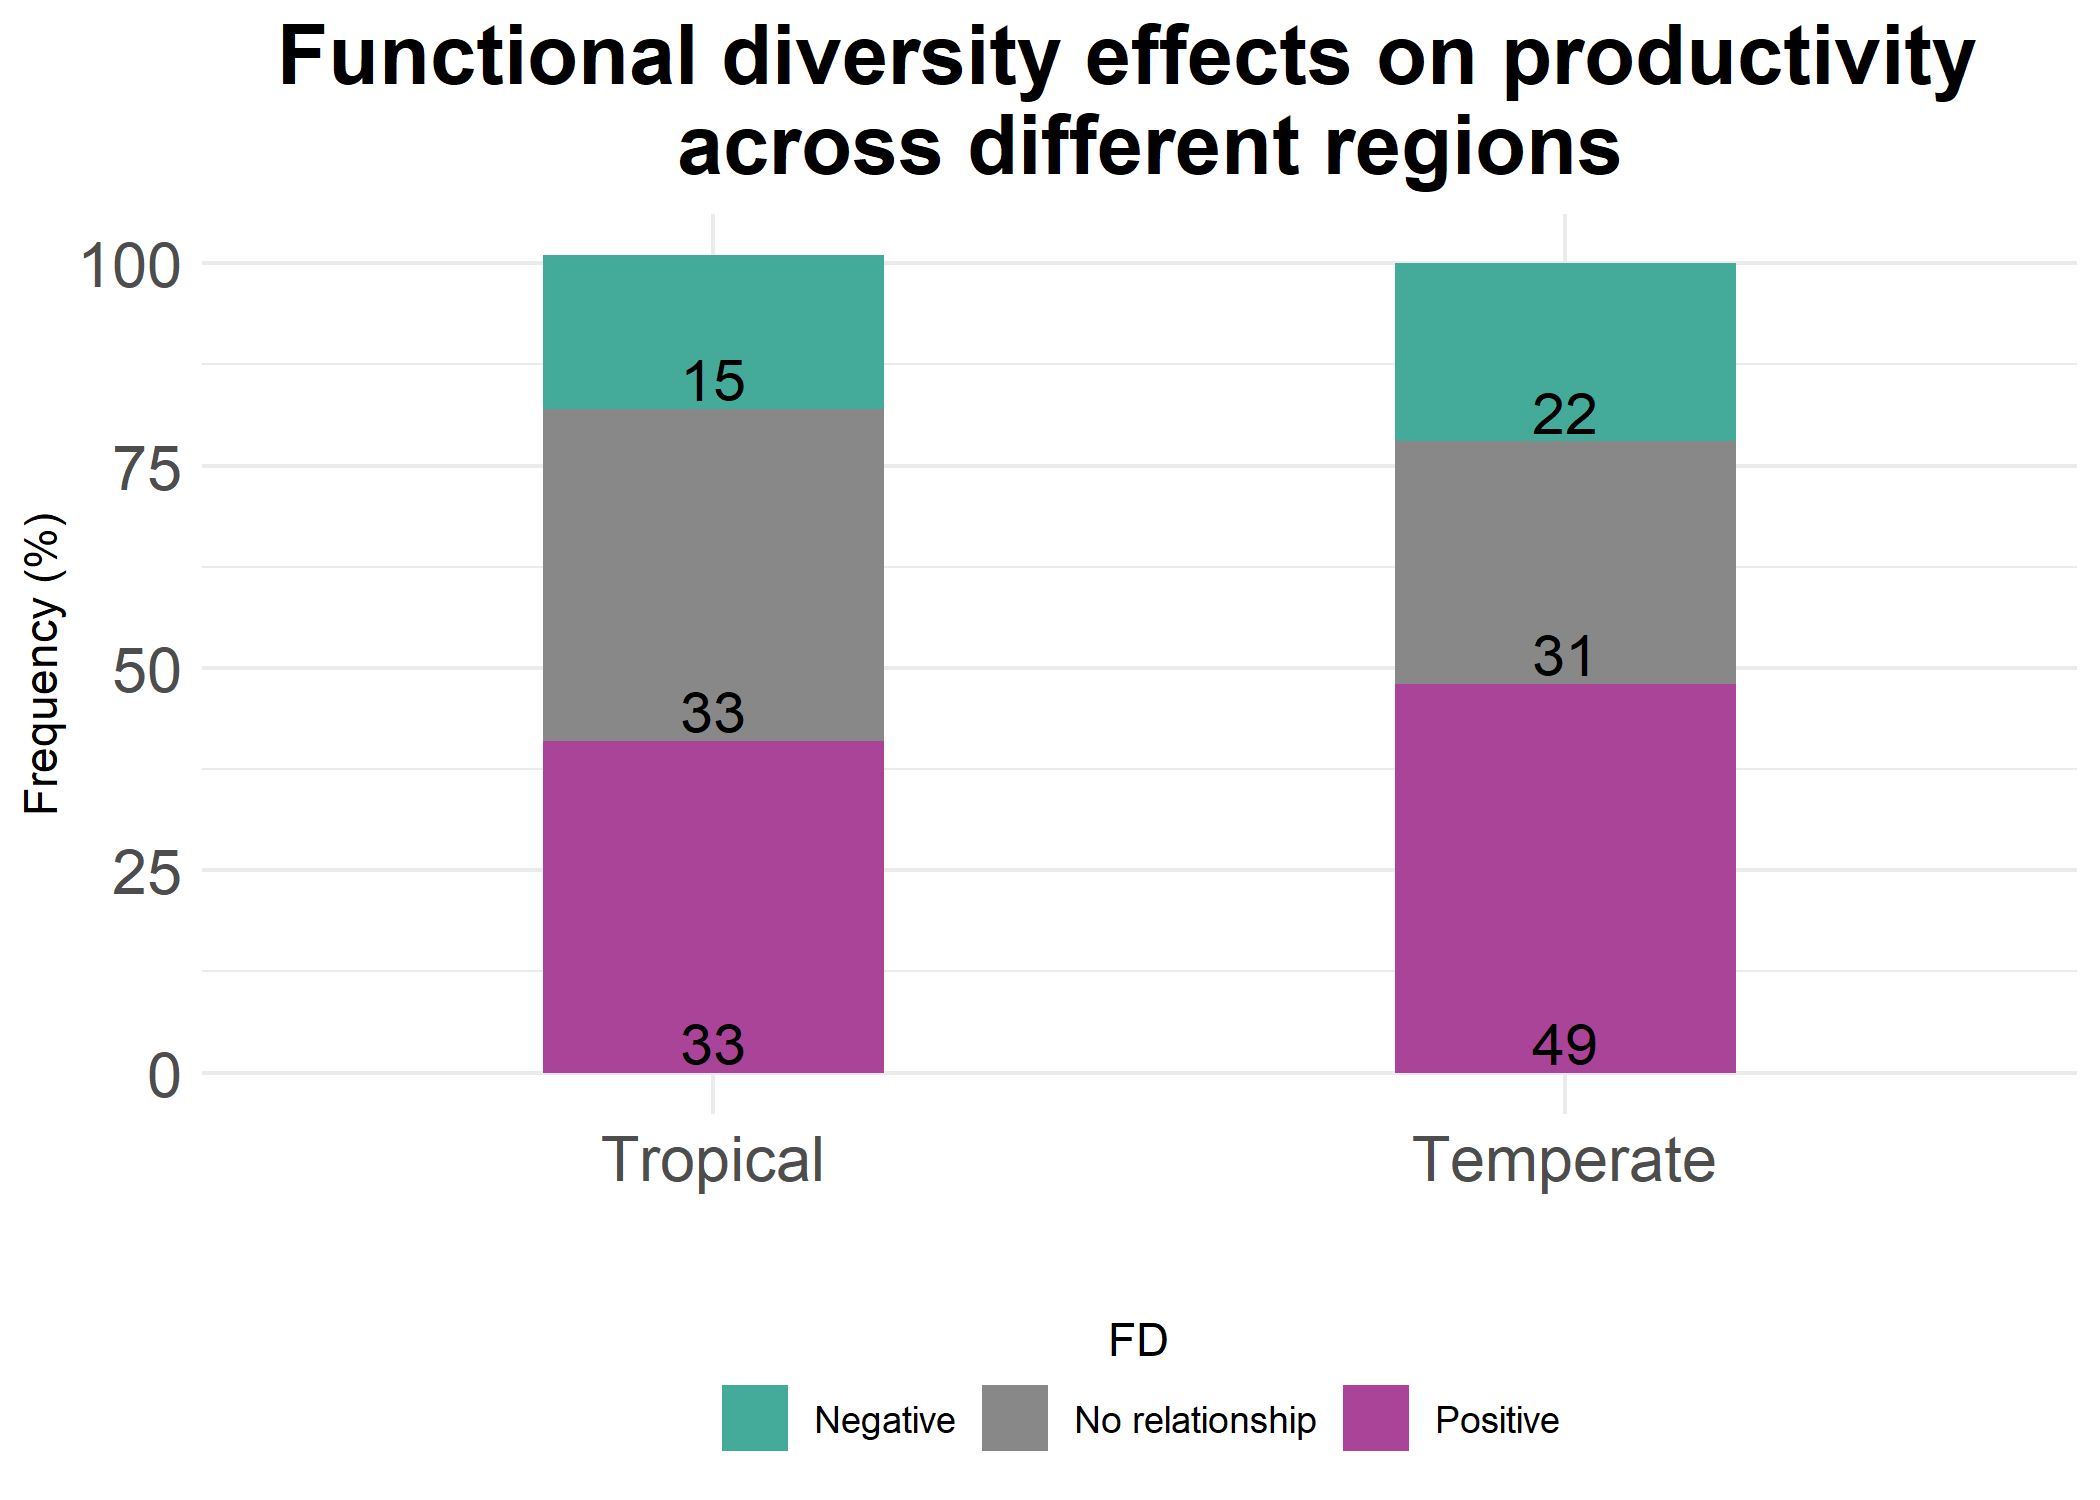 Functional diversity effects on productivity
across different regions
Frequency (%)
100
75
50
25
0
15
33
33
22
31
49
Tropical
Temperate
FD
Negative
No relationship
Positive